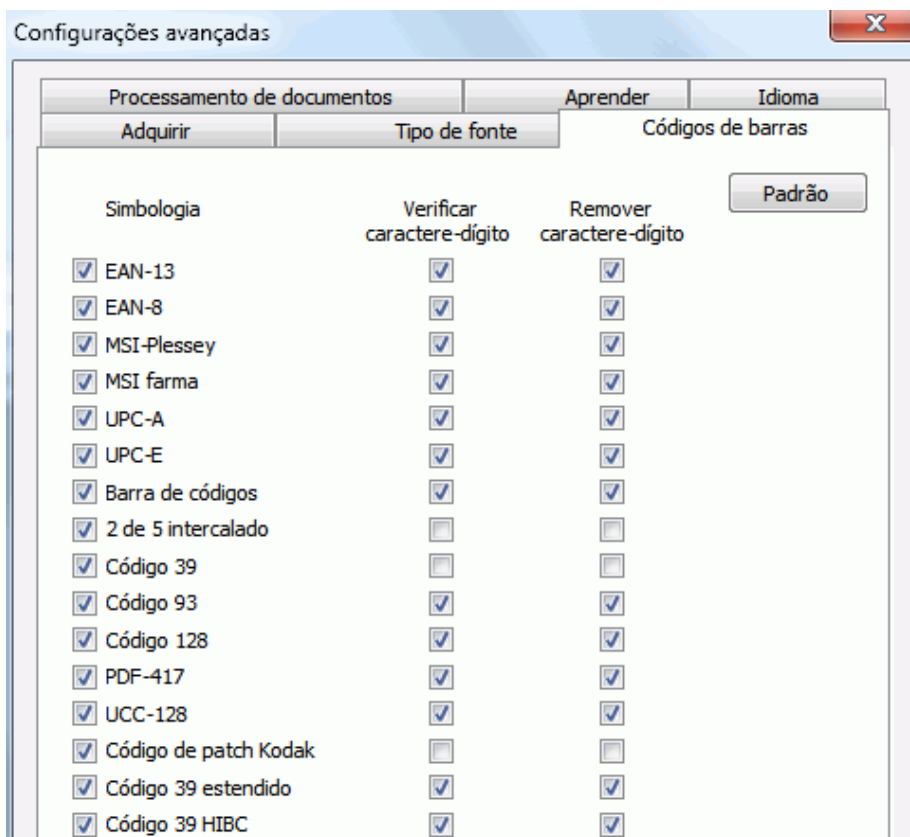 Configurações avançadas
Processamento de documentos Aprender Idioma
Adquirir Tipo de fonte Códigos de barras
Padrão
Simbologia Verificar Remover
caractere-dígito caractere-dígito
EAN-13
EAN-8
MSI-Plessey
MSI farma
UPC-A
UPC-E
Barra de códigos
2 de 5 intercalado
Código 39
Código 93
Código 128
PDF-417
UCC-128
Código de patch Kodak
Código 39 estendido
Código 39 HIBC